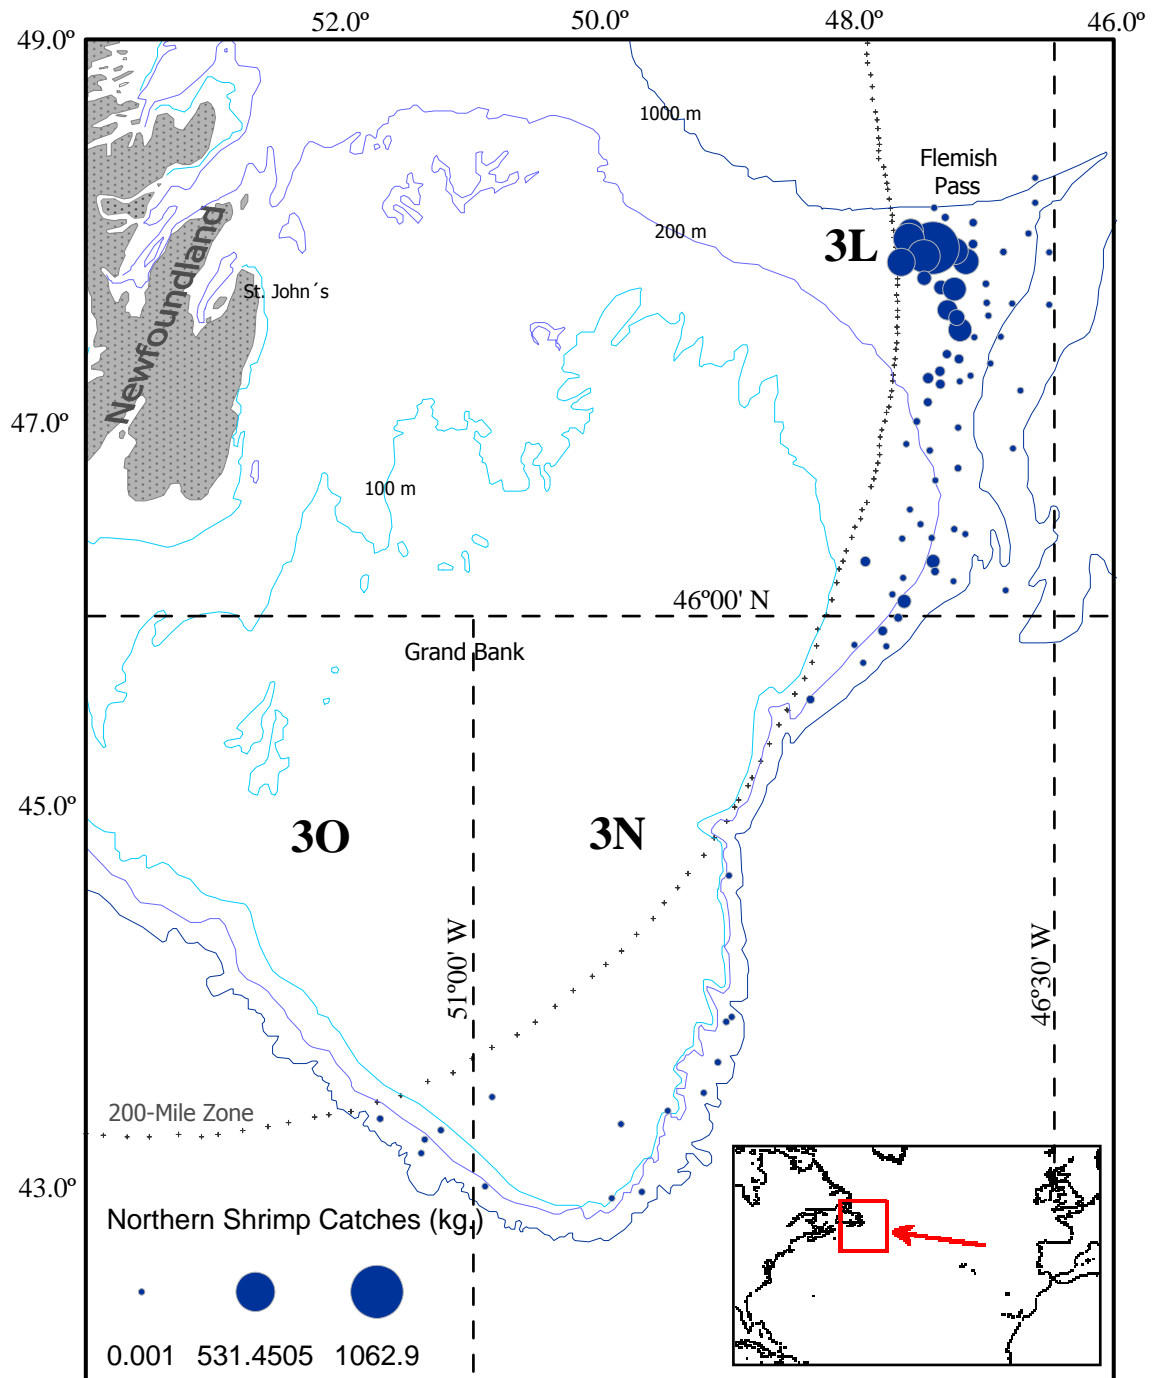 52.0º 50.0º 48.0º 46.0º
49.0º
1000 m
Flemish
Pass
200 m
3L
Newfoundland
St. John´s
47.0º
100 m
46º00' N
Grand Bank
45.0º
3O
3N
51º00' W
46º30' W
200-Mile Zone
43.0º
Northern Shrimp Catches (kg.)
0.001 531.4505 1062.9